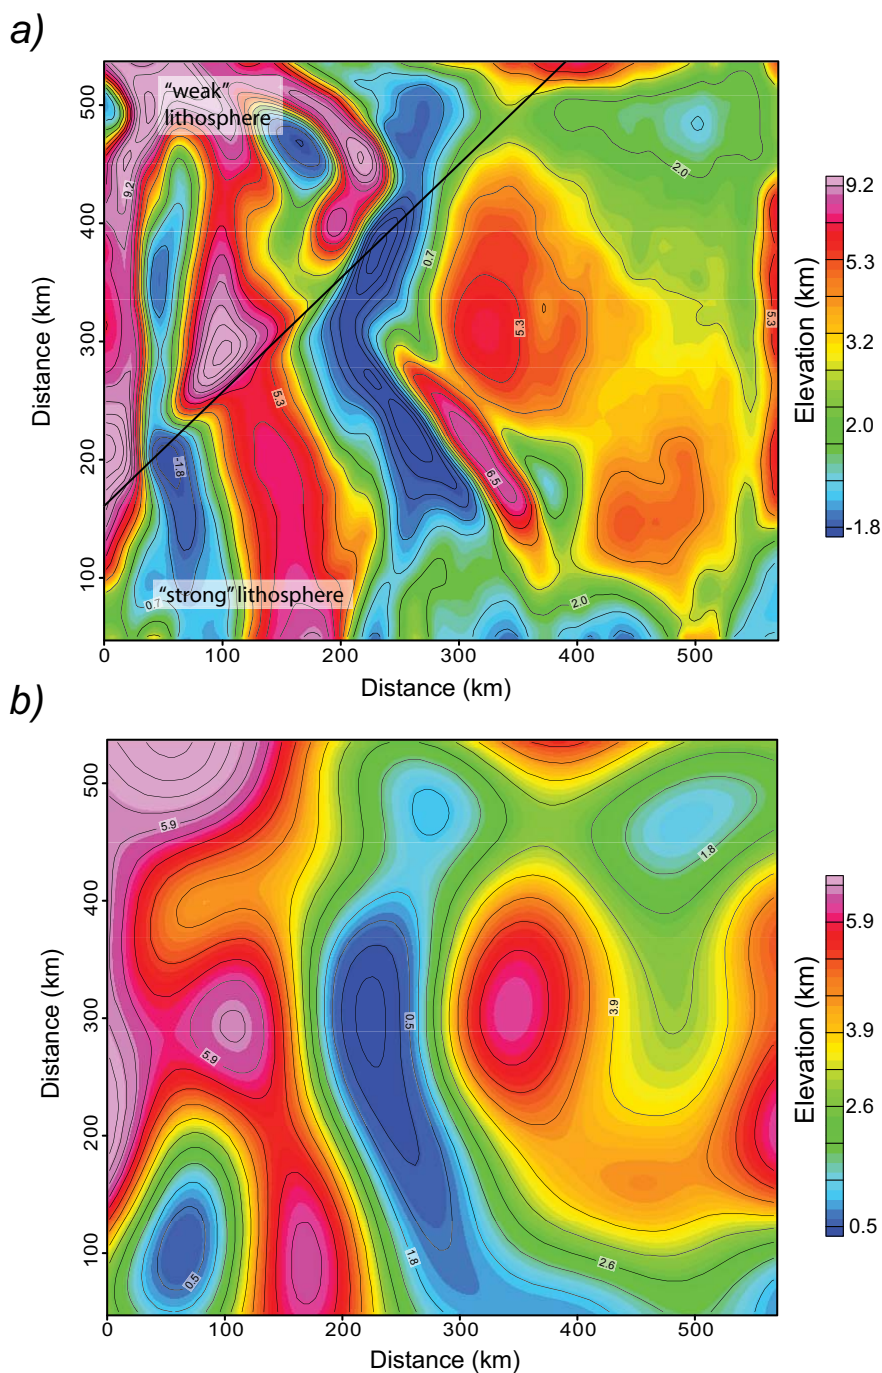 a)
"weak"
lithosphere
9.2
2.0
0.7
5.3
5.3
5.3
-1.8
6.5
0.7
"strong" lithosphere
2.0
500
400
300
200
100
Distance (km)
0 100 200 300 400 500
Distance (km)
9.2
5.3
3.2
2.0
-1.8
Elevation (km)
b)
5.9
1.8
0.5
3.9
5.9
0.5
1.8
2.6
500
400
300
200
100
Distance (km)
0 100 200 300 400 500
Distance (km)
5.9
3.9
2.6
0.5
Elevation (km)